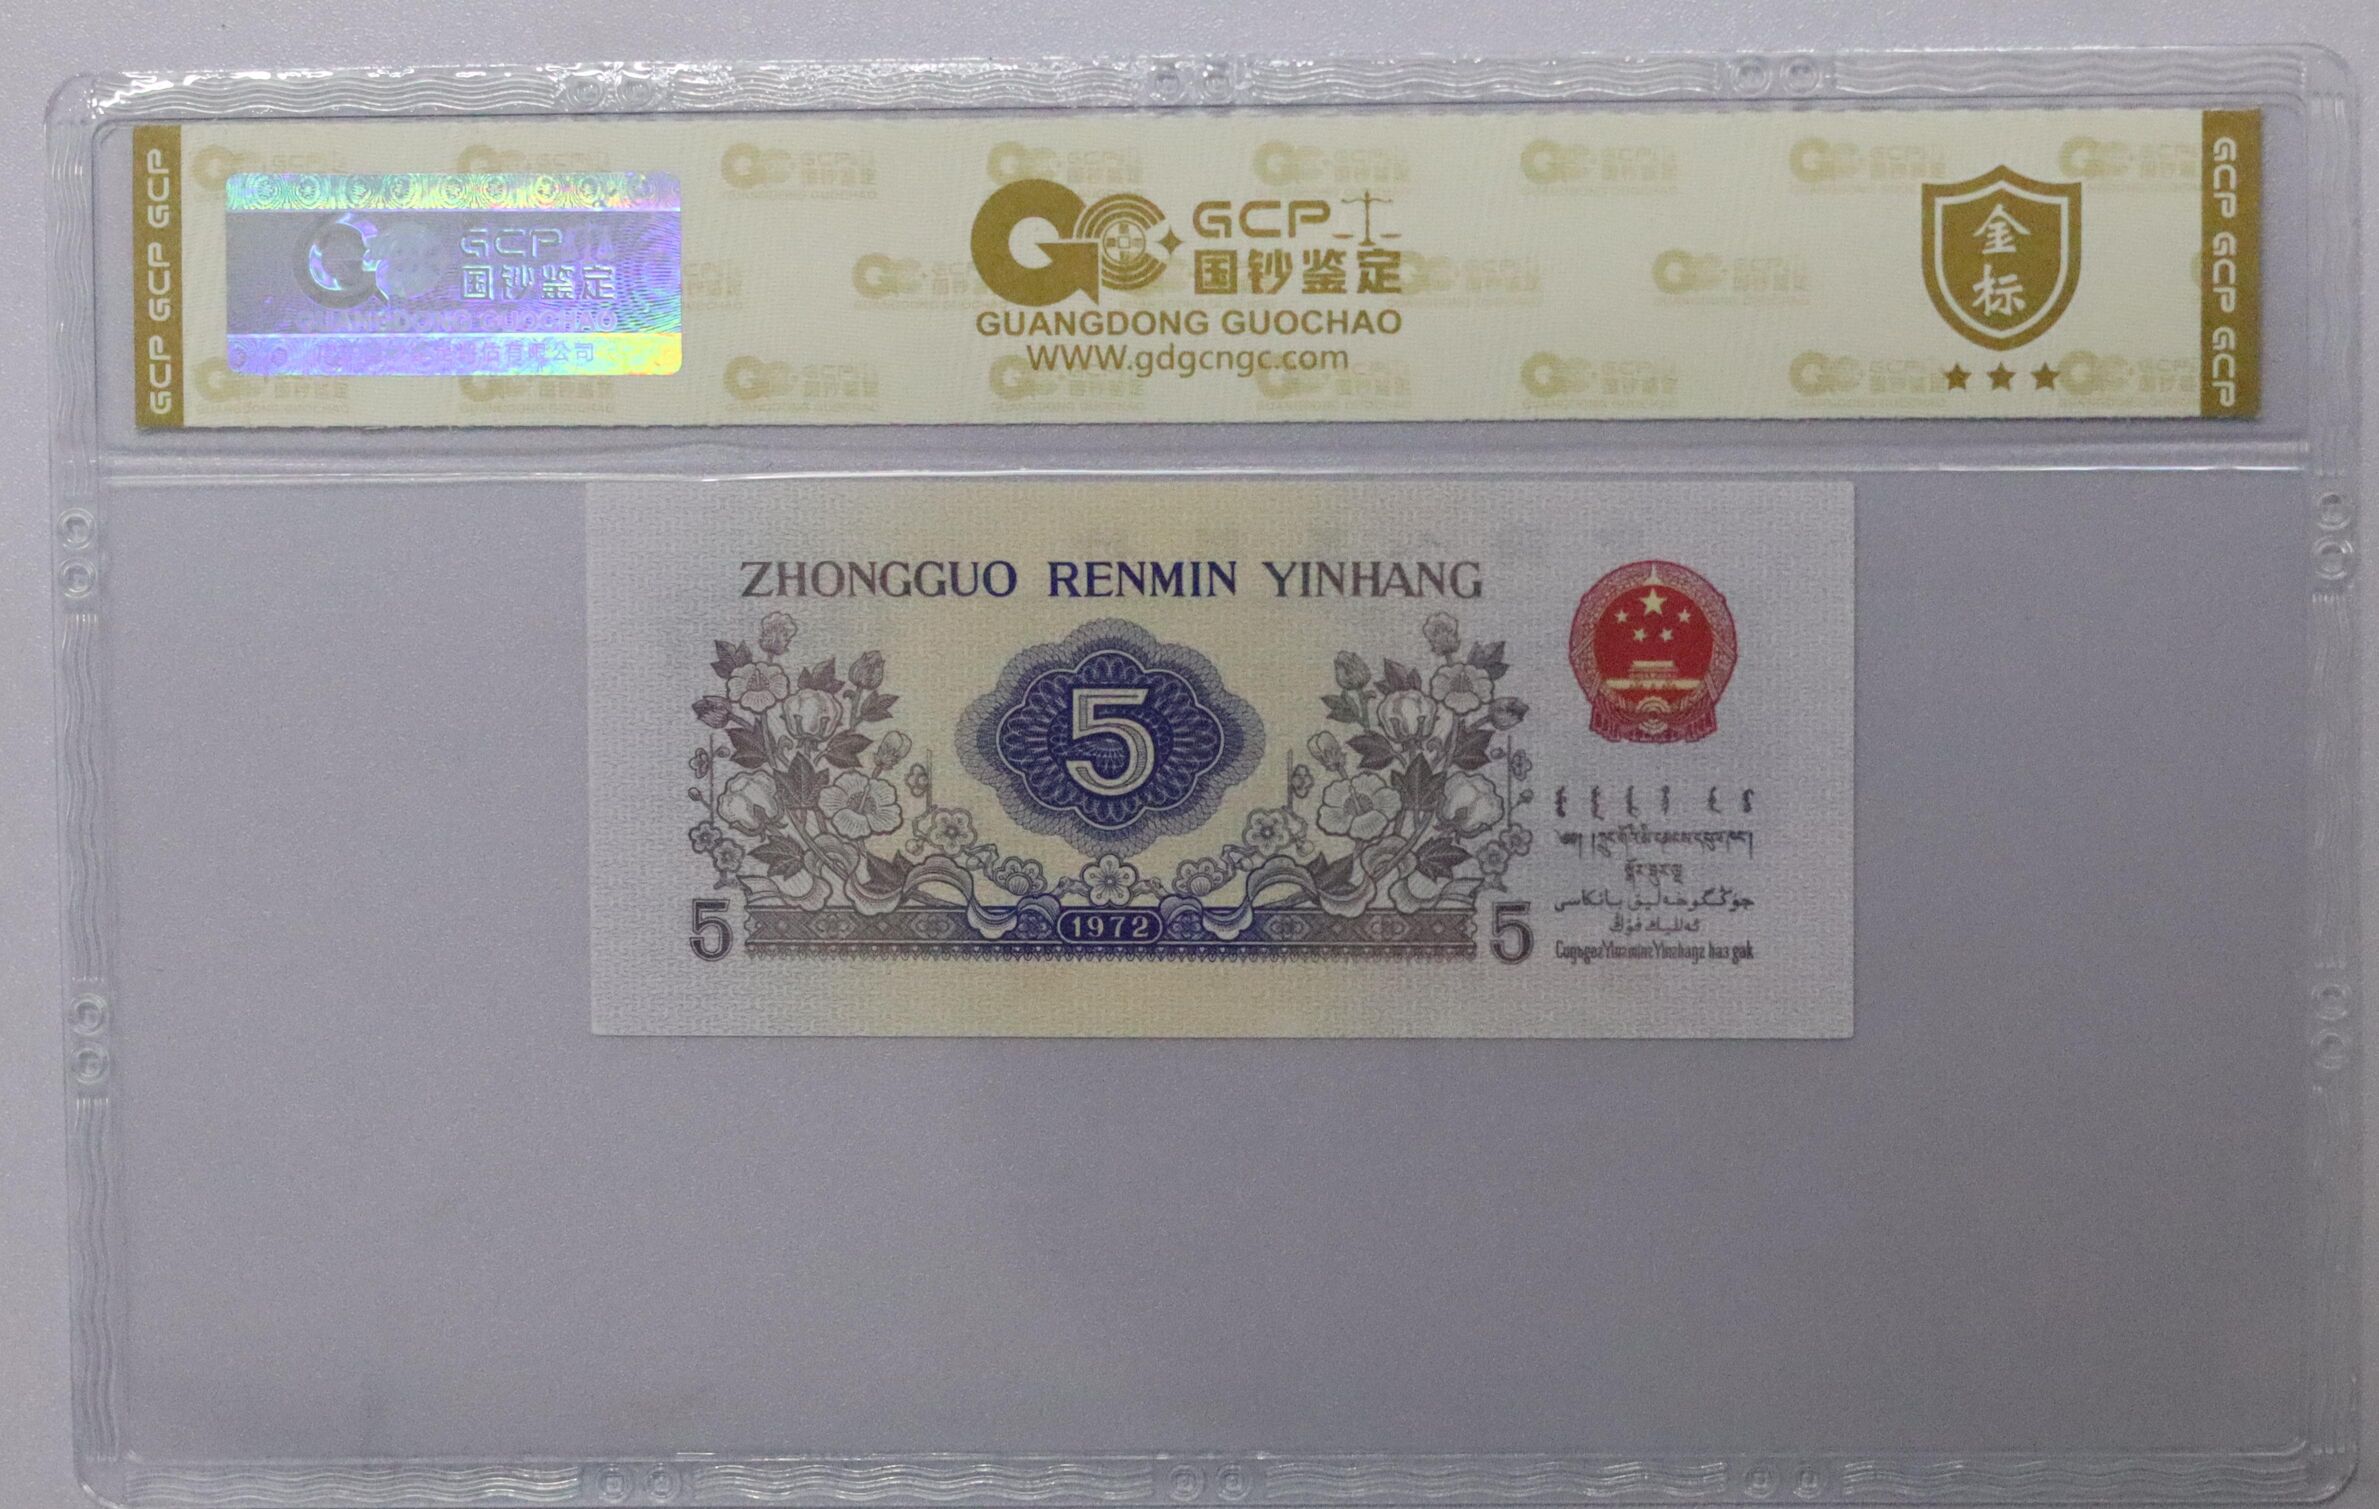 GCP GCP GCP
GCP
国钞鉴定
GUANGDONG GUOCHAO
GCP
国钞鉴定
GUANGDONG GUOCHAO
WWW.gdgcngc.com
金
标
GCP GCP GCP
ZHONGGUO RENMIN YINHANG
5
1972
5
5